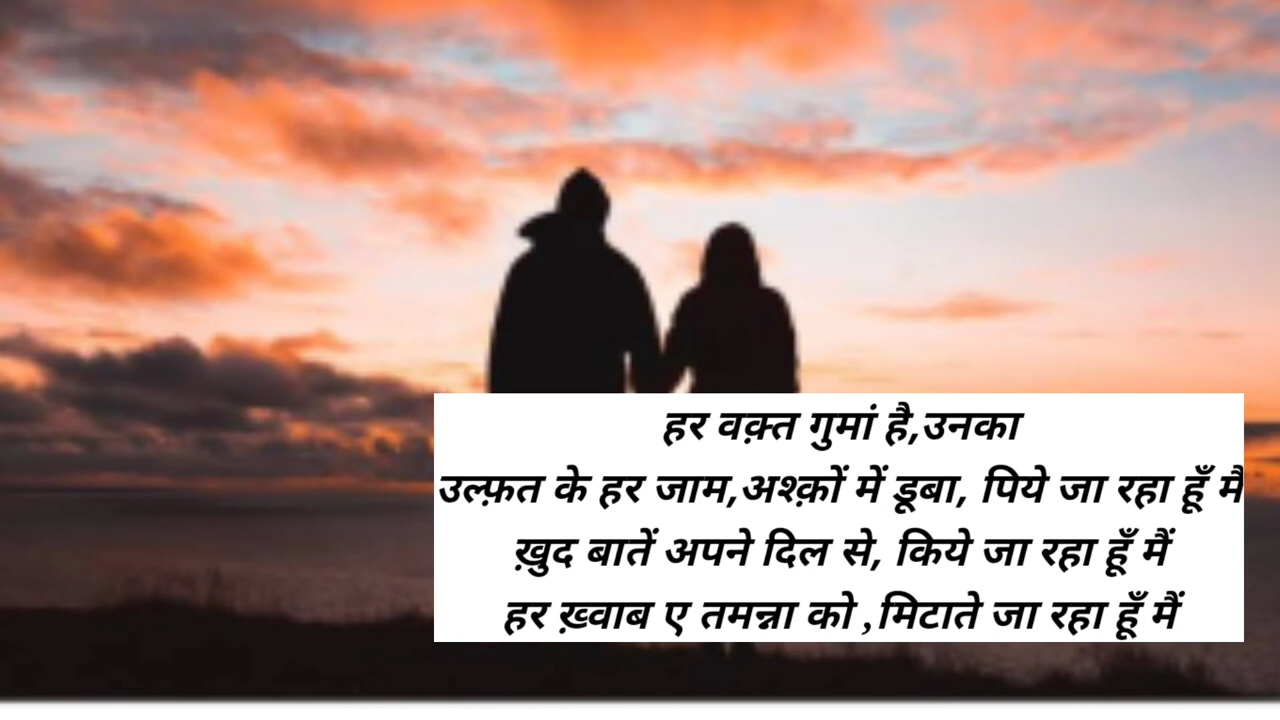 हर वक़्त गुमां है,उनका
उल्फ़त के हर जाम,अश्क़ों में डूबा, पिये जा रहा हूँ मैं
ख़ुद बातें अपने दिल से, किये जा रहा हूँ मैं
हर ख़्वाब ए तमन्ना को ,मिटाते जा रहा हूँ मैं